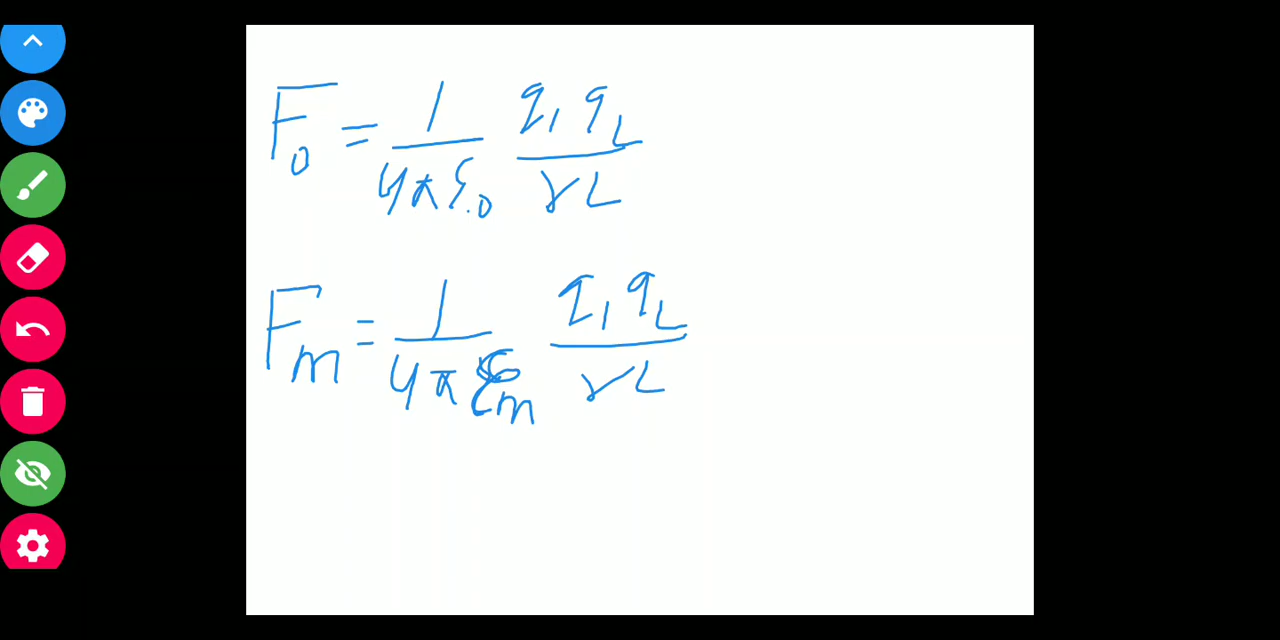 F₀ = 1/(4πε₀) q₁q₂/r²
Fₘ = 1/(4πεₘ) q₁q₂/r²